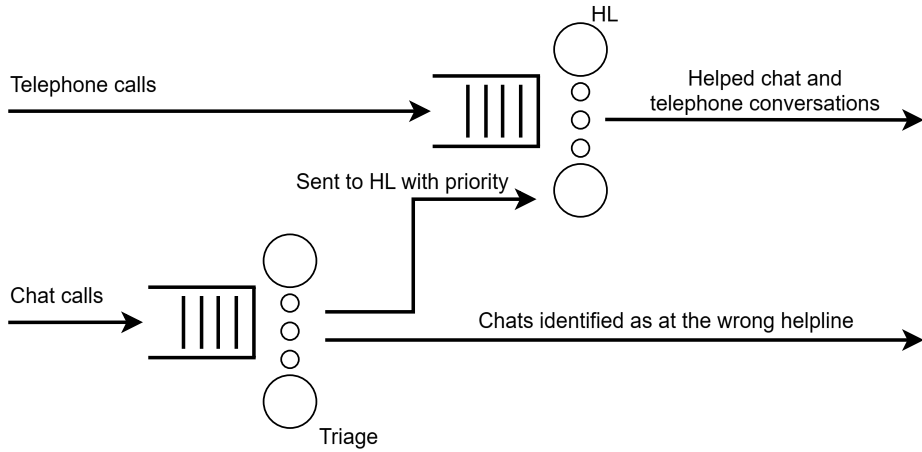 HL
Telephone calls
Helped chat and
telephone conversations
Sent to HL with priority
Chat calls
Chats identified as at the wrong helpline
Triage